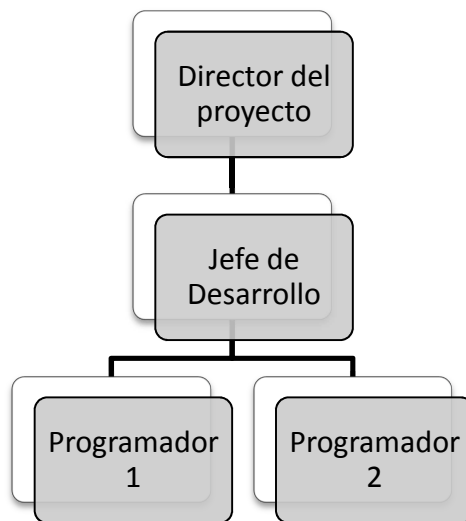 Director del
proyecto
Jefe de
Desarrollo
Programador
1
Programador
2